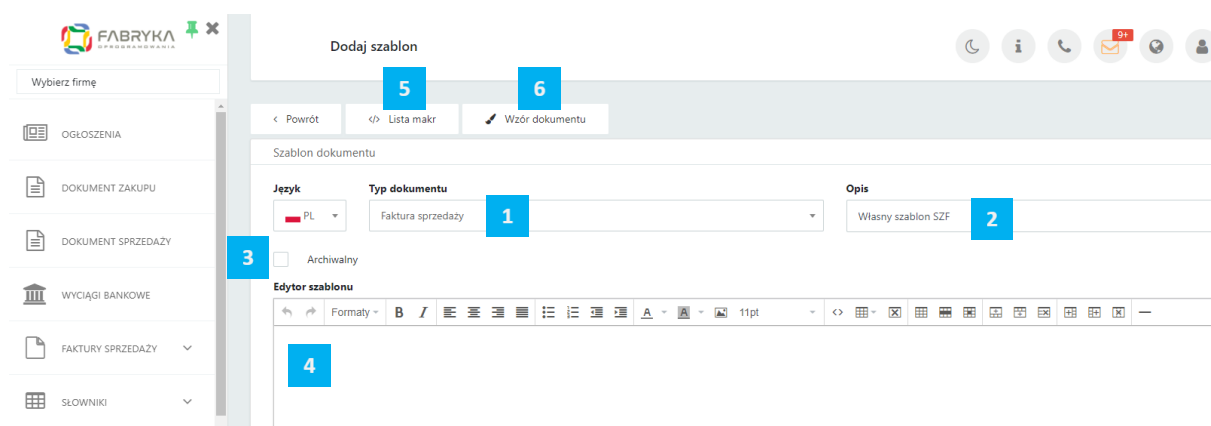 FABRYKA
OPROGRAMOWANIA
Dodaj szablon
9+
Wybierz firmę
5
6
Powrót
</> Lista makr
Wzór dokumentu
OGŁOSZENIA
Szablon dokumentu
DOKUMENT ZAKUPU
Język
Typ dokumentu
Opis
PL
Faktura sprzedaży
1
Własny szablon SZF
2
DOKUMENT SPRZEDAŻY
3
Archiwalny
Edytor szablonu
WYCIĄGI BANKOWE
Formaty
B
I
A
A
11pt
FAKTURY SPRZEDAŻY
4
SŁOWNIKI